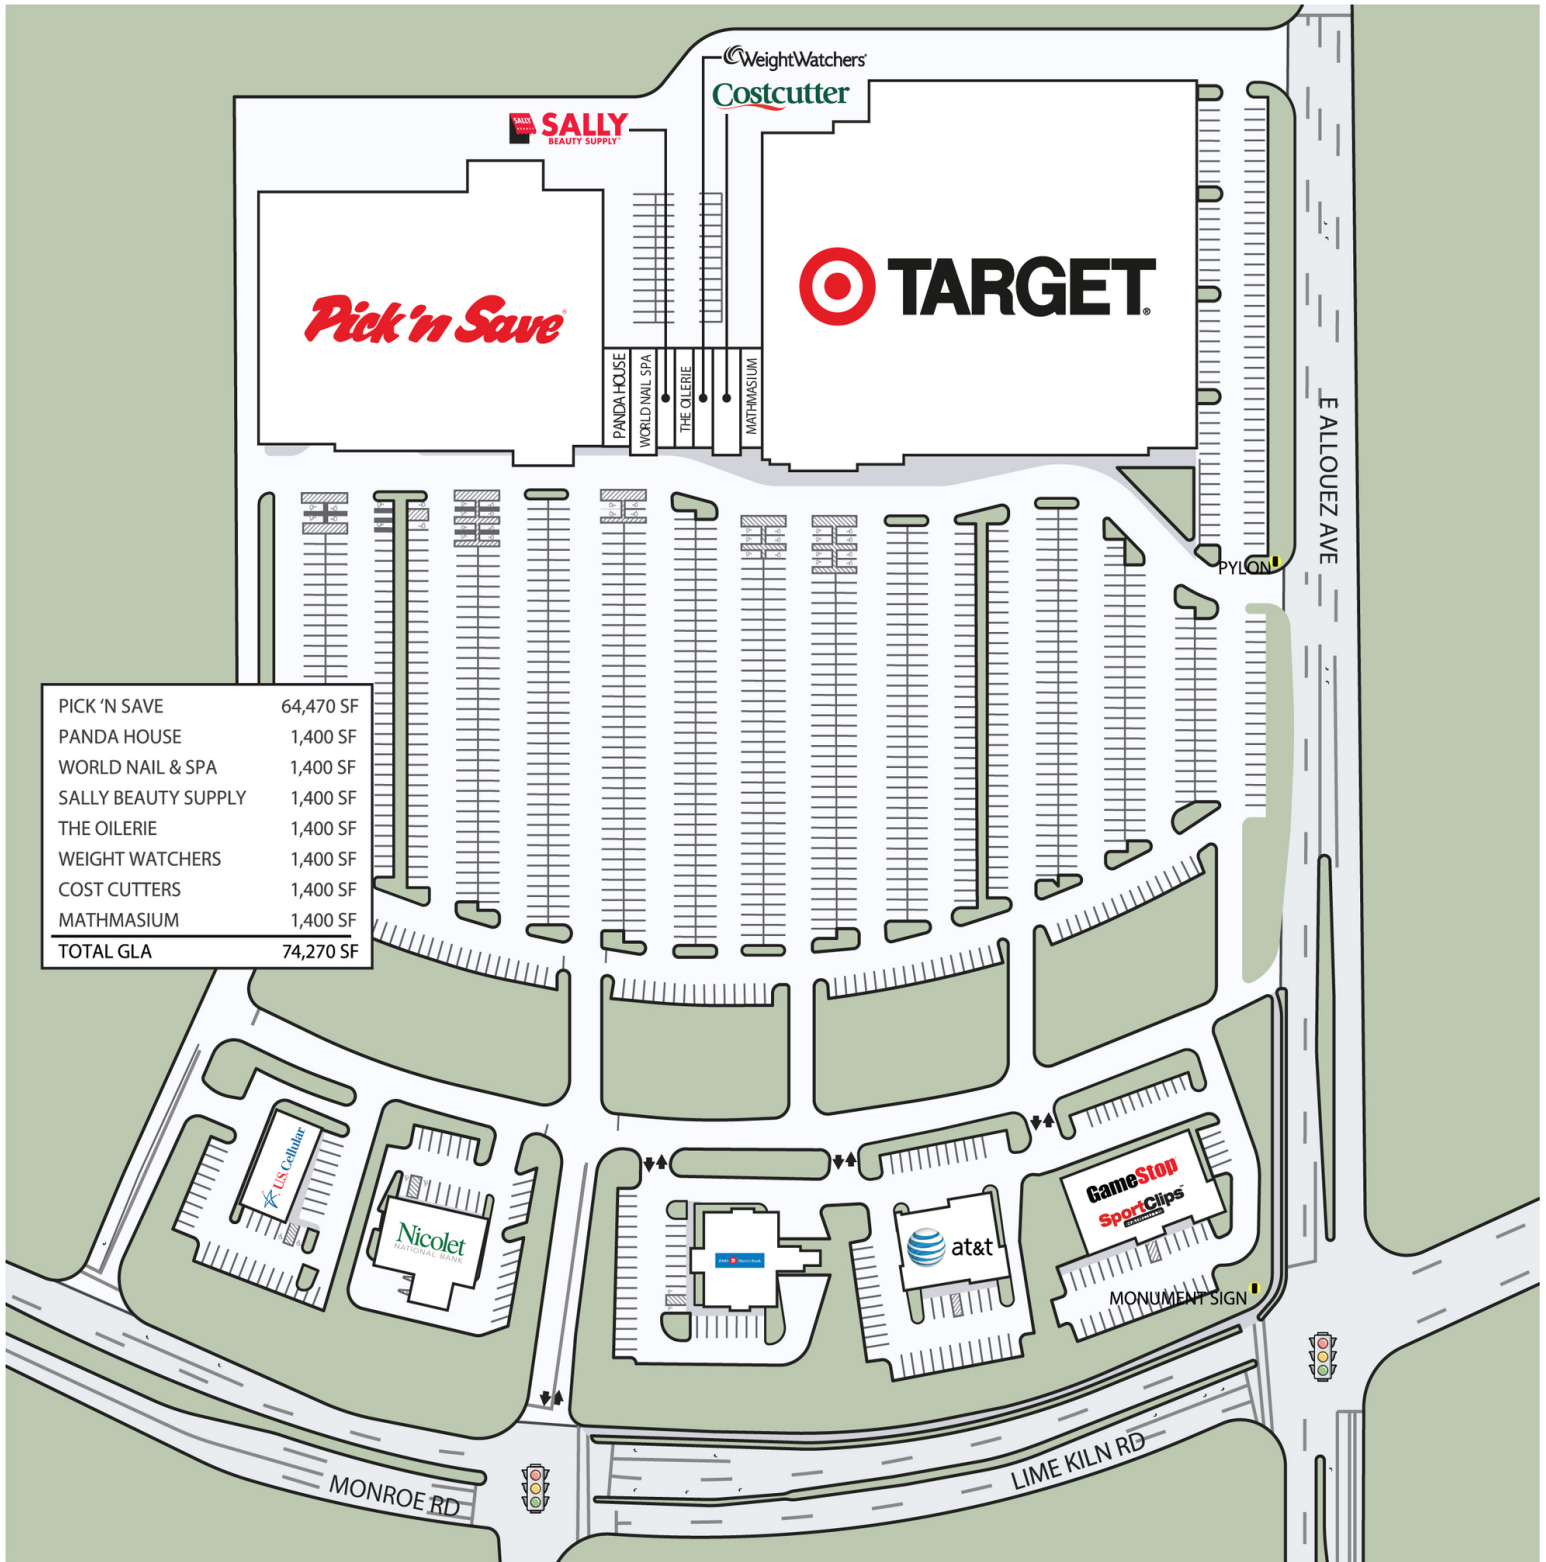 WeightWatchers
Costcutter
SALLY
SALLY
BEAUTY SUPPLY
Pick 'n Save
TARGET
PANDA HOUSE
WORLD NAIL SPA
THE OILERIE
MATHMASIUM
E ALLOUEZ AVE
PYLON
PICK ‘N SAVE 64,470 SF
PANDA HOUSE 1,400 SF
WORLD NAIL & SPA 1,400 SF
SALLY BEAUTY SUPPLY 1,400 SF
THE OILERIE 1,400 SF
WEIGHT WATCHERS 1,400 SF
COST CUTTERS 1,400 SF
MATHMASIUM 1,400 SF
TOTAL GLA 74,270 SF
U.S. Cellular
Nicolet
NATIONAL BANK
at&t
GameStop
SportClips
MONUMENT SIGN
MONROE RD
LIME KILN RD